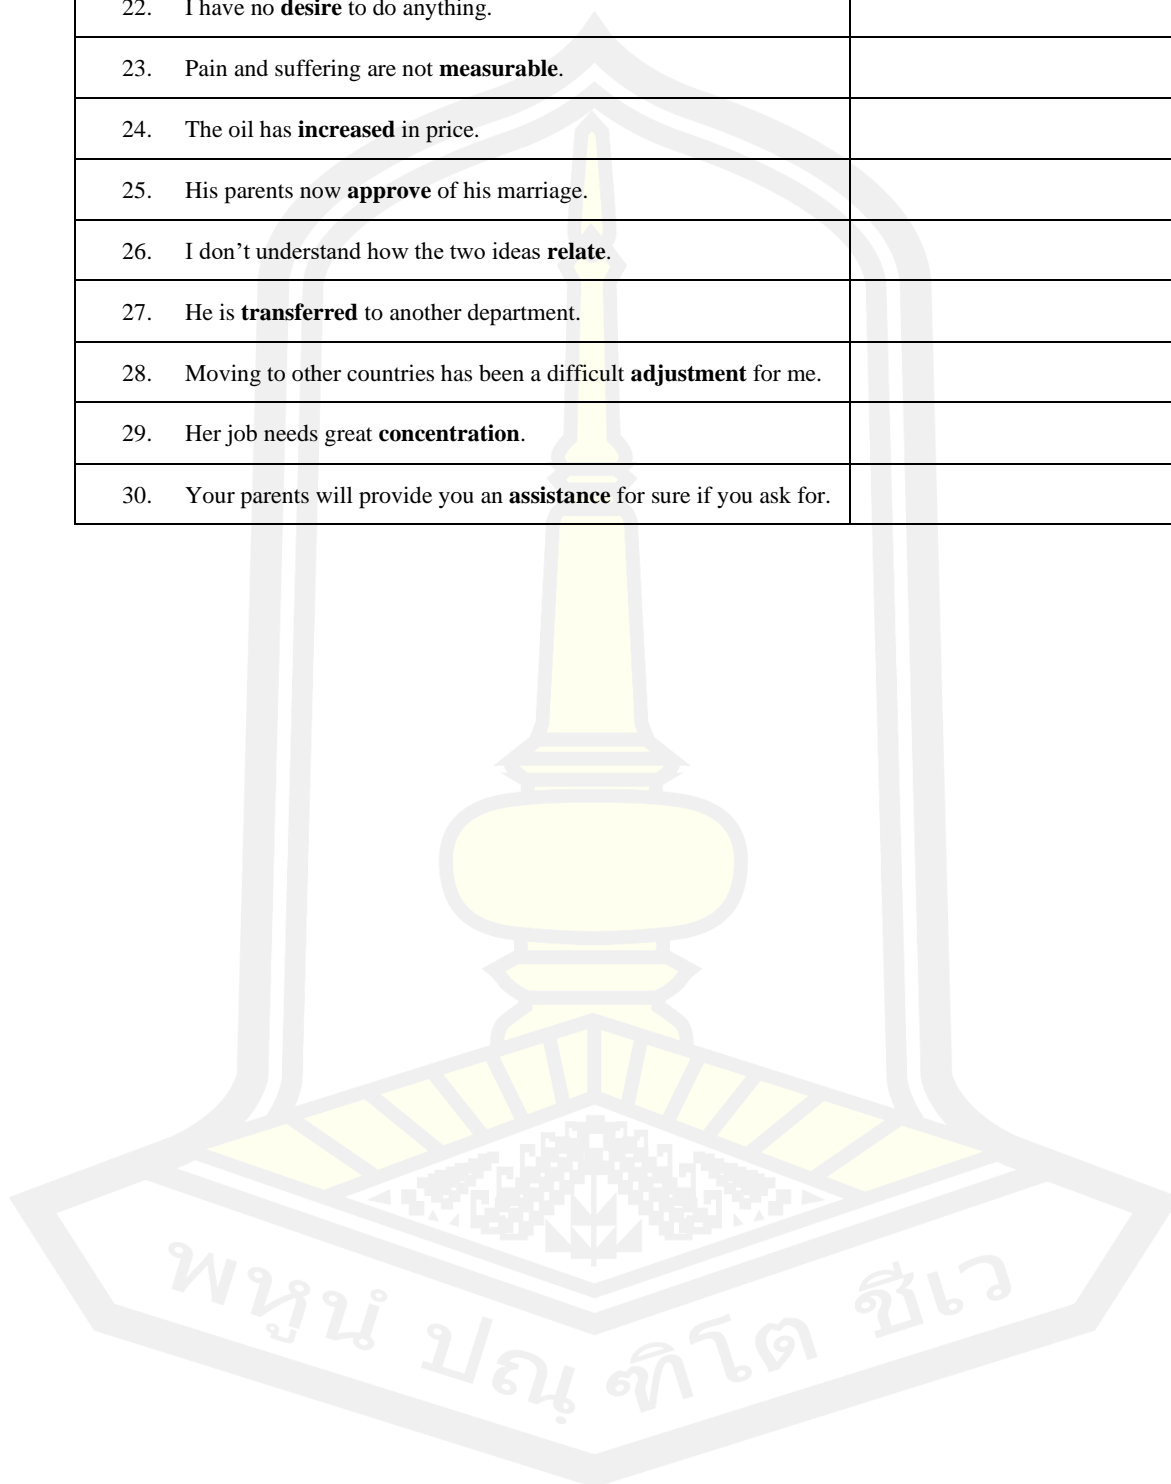 22. I have no desire to do anything.
23. Pain and suffering are not measurable.
24. The oil has increased in price.
25. His parents now approve of his marriage.
26. I don’t understand how the two ideas relate.
27. He is transferred to another department.
28. Moving to other countries has been a difficult adjustment for me.
29. Her job needs great concentration.
30. Your parents will provide you an assistance for sure if you ask for.
พหูนํ ปณฺฑิโต ชีเว